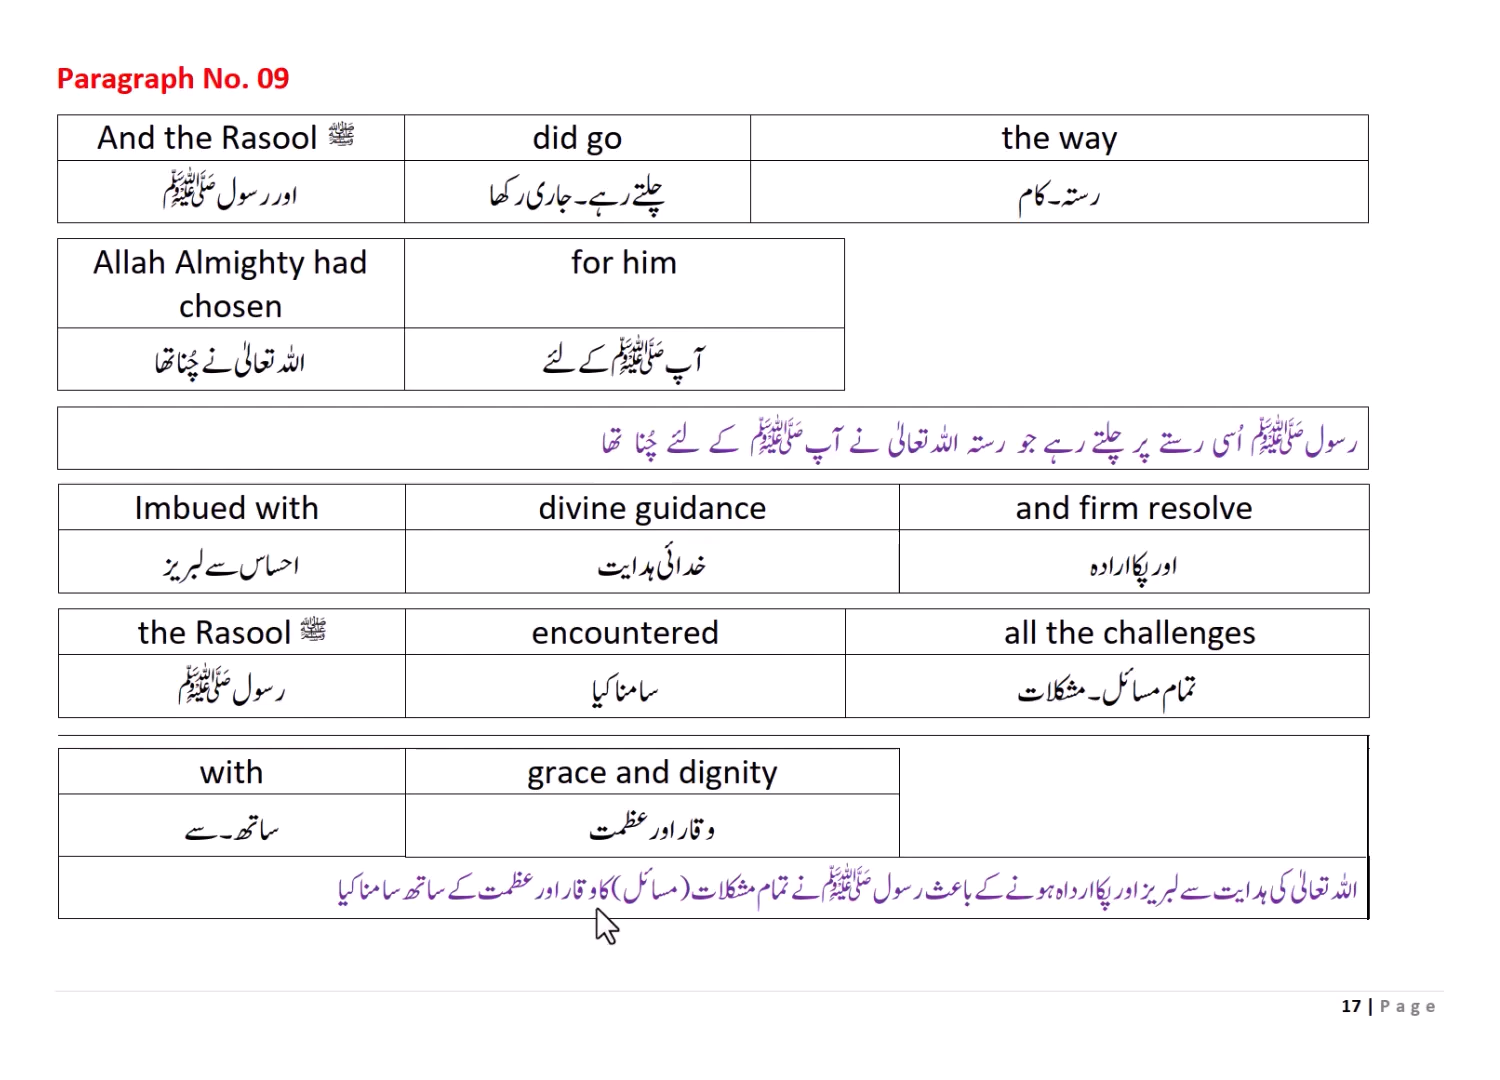 Paragraph No. 09
And the Rasool ﷺ did go the way
اور رسول ﷺ چلتے رہے۔جاری رکھا رستہ۔کام
Allah Almighty had for him
chosen
اللہ تعالیٰ نے چُنا تھا آپ ﷺ کے لئے
رسول ﷺ اُسی رستے پر چلتے رہے جو رستہ اللہ تعالیٰ نے آپ ﷺ کے لئے چُنا تھا
Imbued with divine guidance and firm resolve
احساس سے لبریز خدائی ہدایت اور پکا ارادہ
the Rasool ﷺ encountered all the challenges
رسول ﷺ سامنا کیا تمام مسائل۔مشکلات
with grace and dignity
ساتھ۔سے وقار اور عظمت
اللہ تعالیٰ کی ہدایت سے لبریز اور پکا ارداہ ہونے کے باعث رسول ﷺ نے تمام مشکلات (مسائل) کا وقار اور عظمت کے ساتھ سامنا کیا
17 | Page